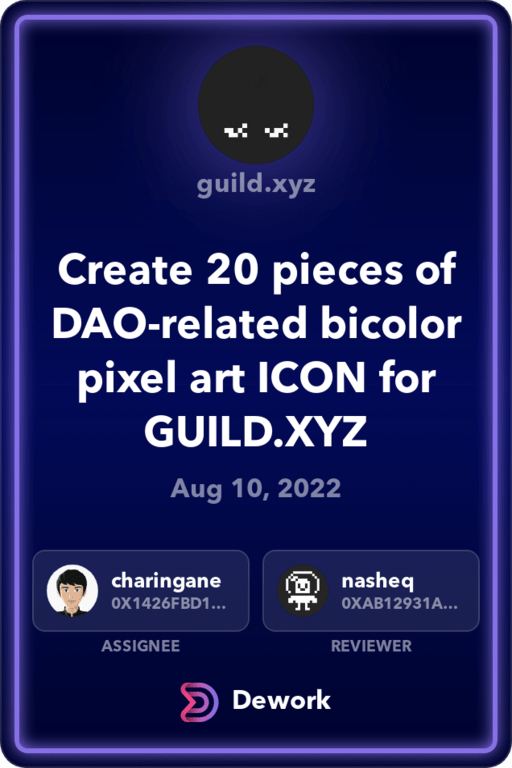 guild.xyz
Create 20 pieces of
DAO-related bicolor
pixel art ICON for
GUILD.XYZ
Aug 10, 2022
charingane
0X1426FBD1...
ASSIGNEE
nasheq
0XAB12931A...
REVIEWER
Dework